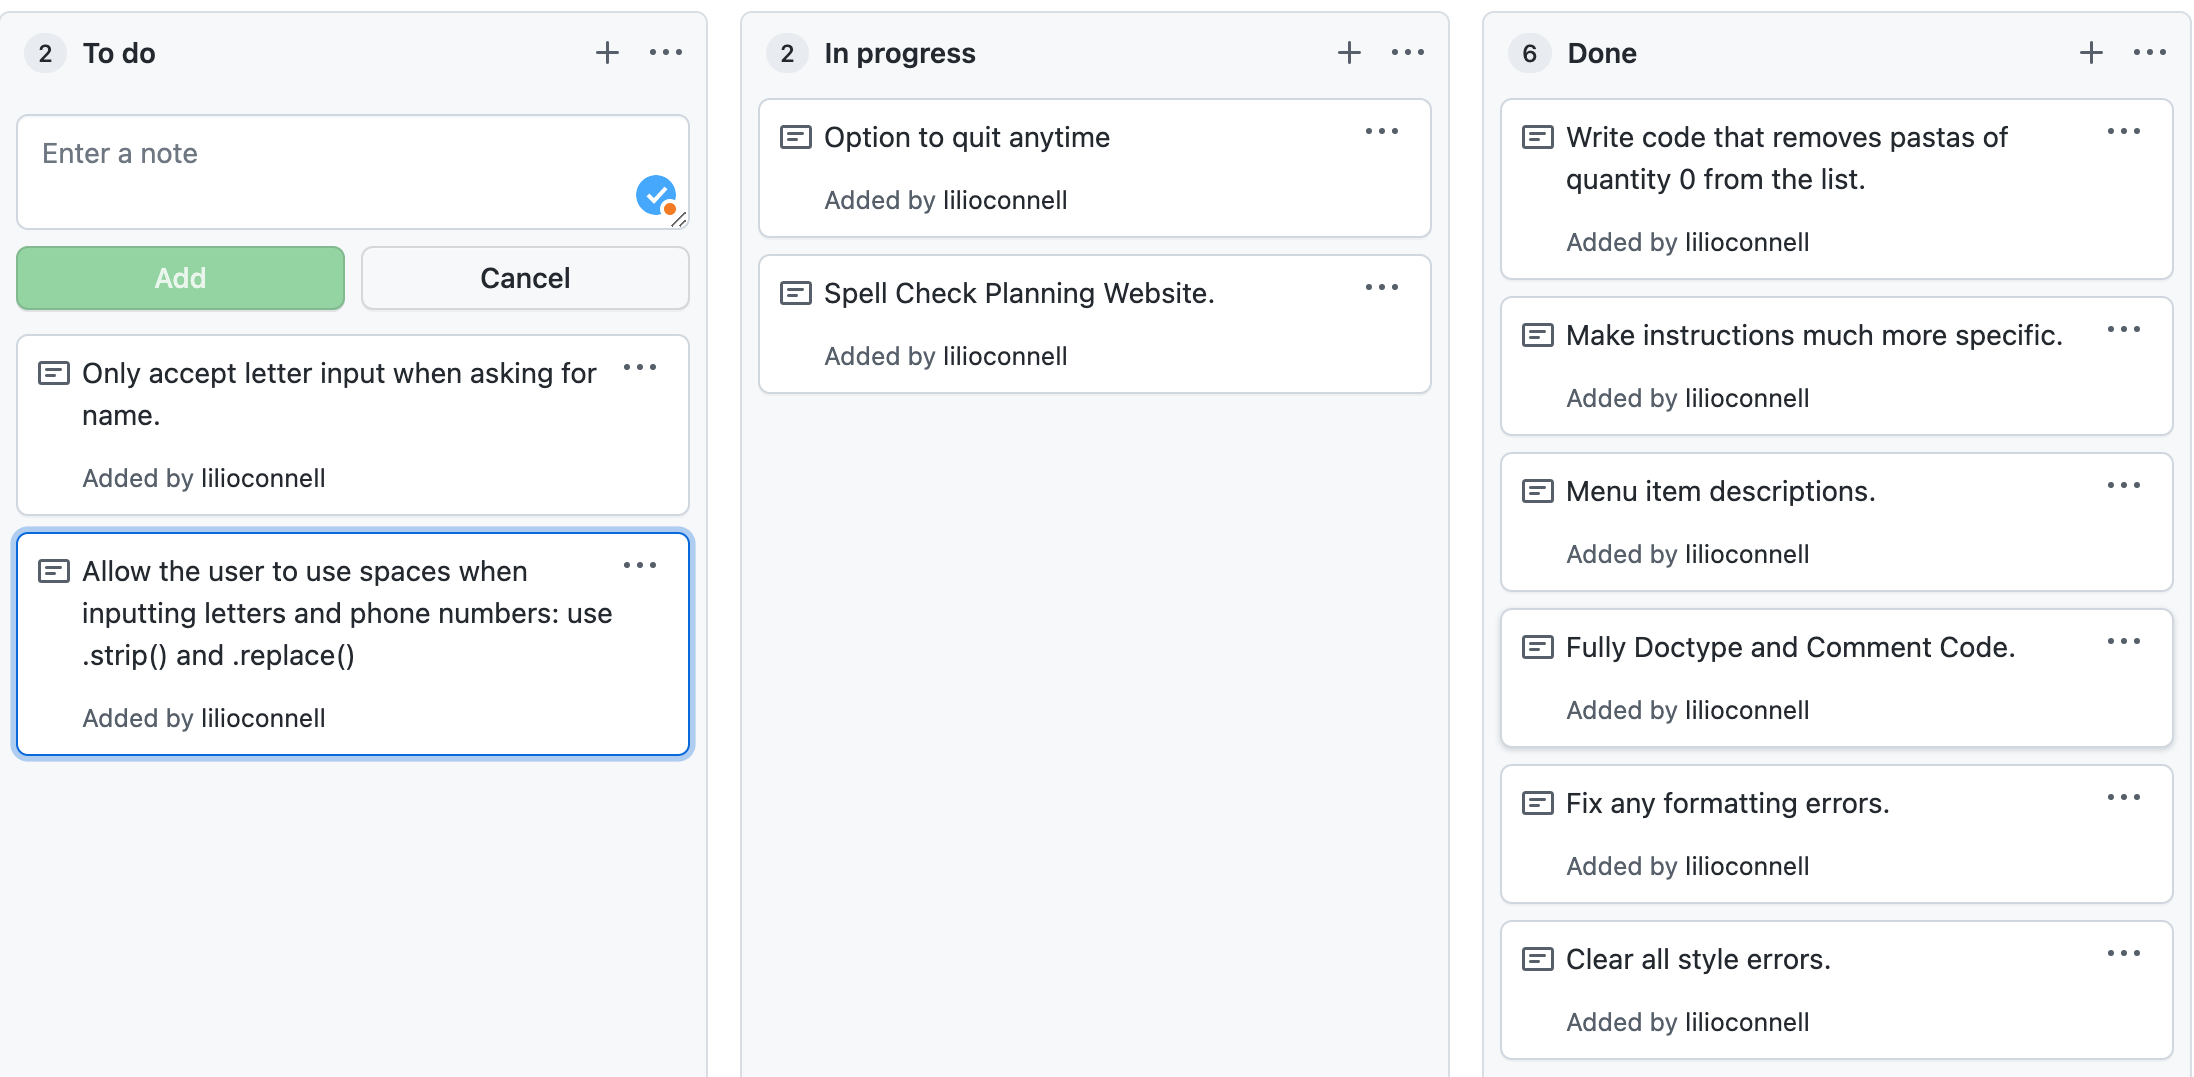 2 To do
Enter a note
Add Cancel
Only accept letter input when asking for
name.
Added by lilioconnell
Allow the user to use spaces when
inputting letters and phone numbers: use
.strip() and .replace()
Added by lilioconnell
2 In progress
Option to quit anytime
Added by lilioconnell
Spell Check Planning Website.
Added by lilioconnell
6 Done
Write code that removes pastas of
quantity 0 from the list.
Added by lilioconnell
Make instructions much more specific.
Added by lilioconnell
Menu item descriptions.
Added by lilioconnell
Fully Doctype and Comment Code.
Added by lilioconnell
Fix any formatting errors.
Added by lilioconnell
Clear all style errors.
Added by lilioconnell